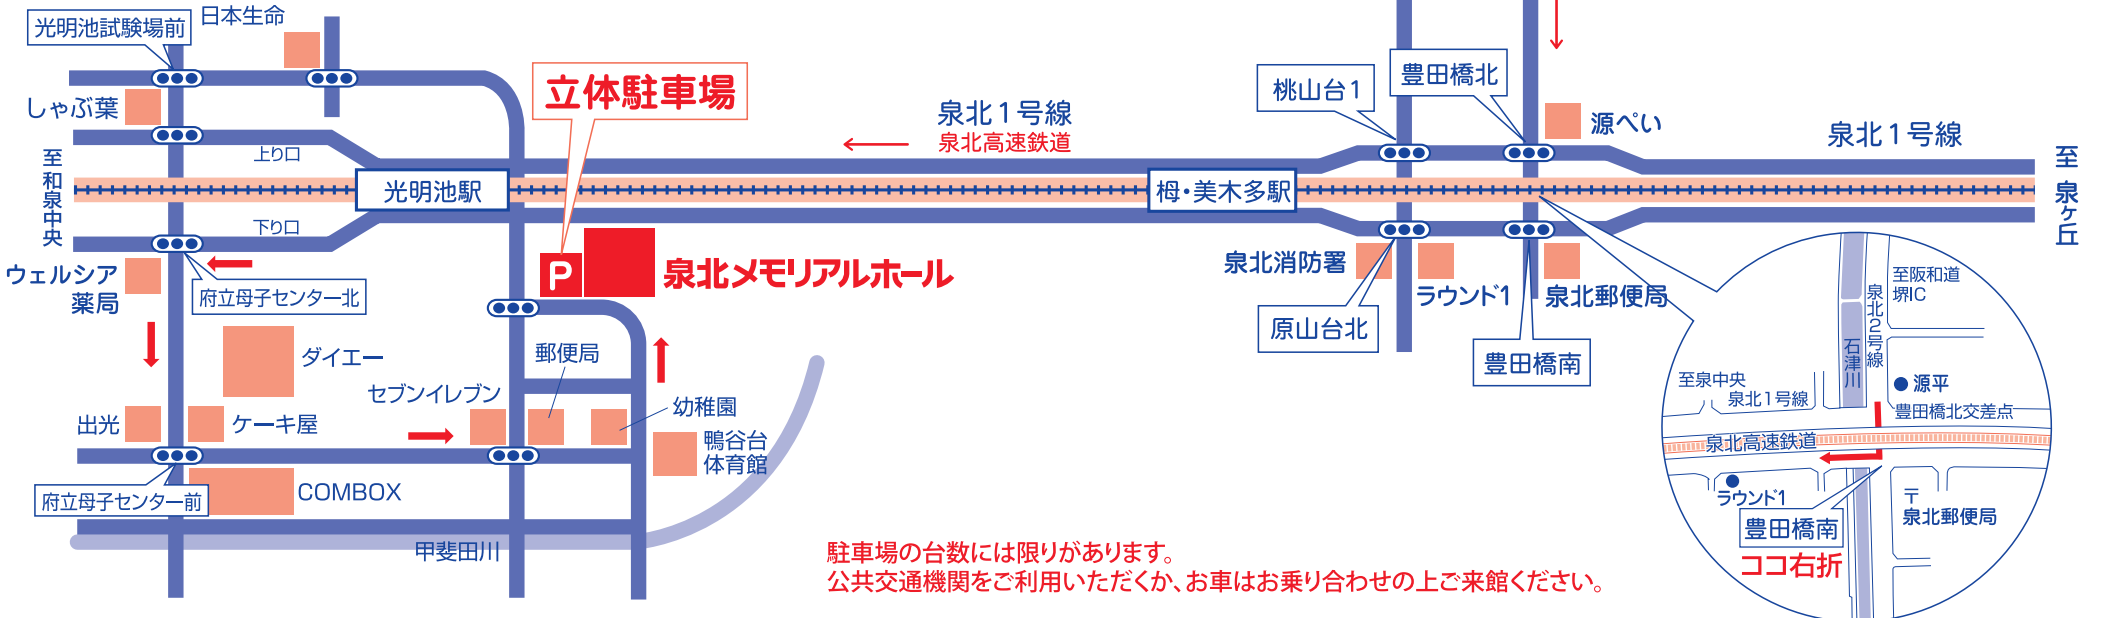 光明池試験場前
日本生命
しゃぶ葉
至和泉中央
上り口
下り口
光明池駅
立体駐車場
泉北1号線
泉北高速鉄道
栂・美木多駅
桃山台1
豊田橋北
源ぺい
泉北1号線
至泉ケ丘
ウェルシア
薬局
府立母子センター北
P
泉北メモリアルホール
泉北消防署
ラウンド1
泉北郵便局
原山台北
豊田橋南
ダイエー
郵便局
セブンイレブン
幼稚園
出光
ケーキ屋
鴨谷台
体育館
府立母子センター前
COMBOX
甲斐田川
駐車場の台数には限りがあります。
公共交通機関をご利用いただくか、お車はお乗り合わせの上ご来館ください。
至阪和道
堺IC
泉北2号線
石津川
至泉中央
泉北1号線
源平
豊田橋北交差点
泉北高速鉄道
ラウンド1
豊田橋南
〒
泉北郵便局
ココ右折